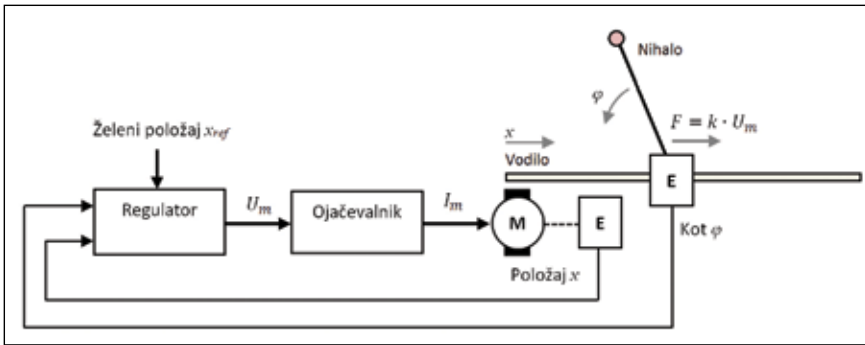 Nihalo
φ
F = k · U_m
Želeni položaj x_ref
x
Vodilo
E
Regulator
U_m
Ojačevalnik
I_m
M
E
Kot φ
Položaj x